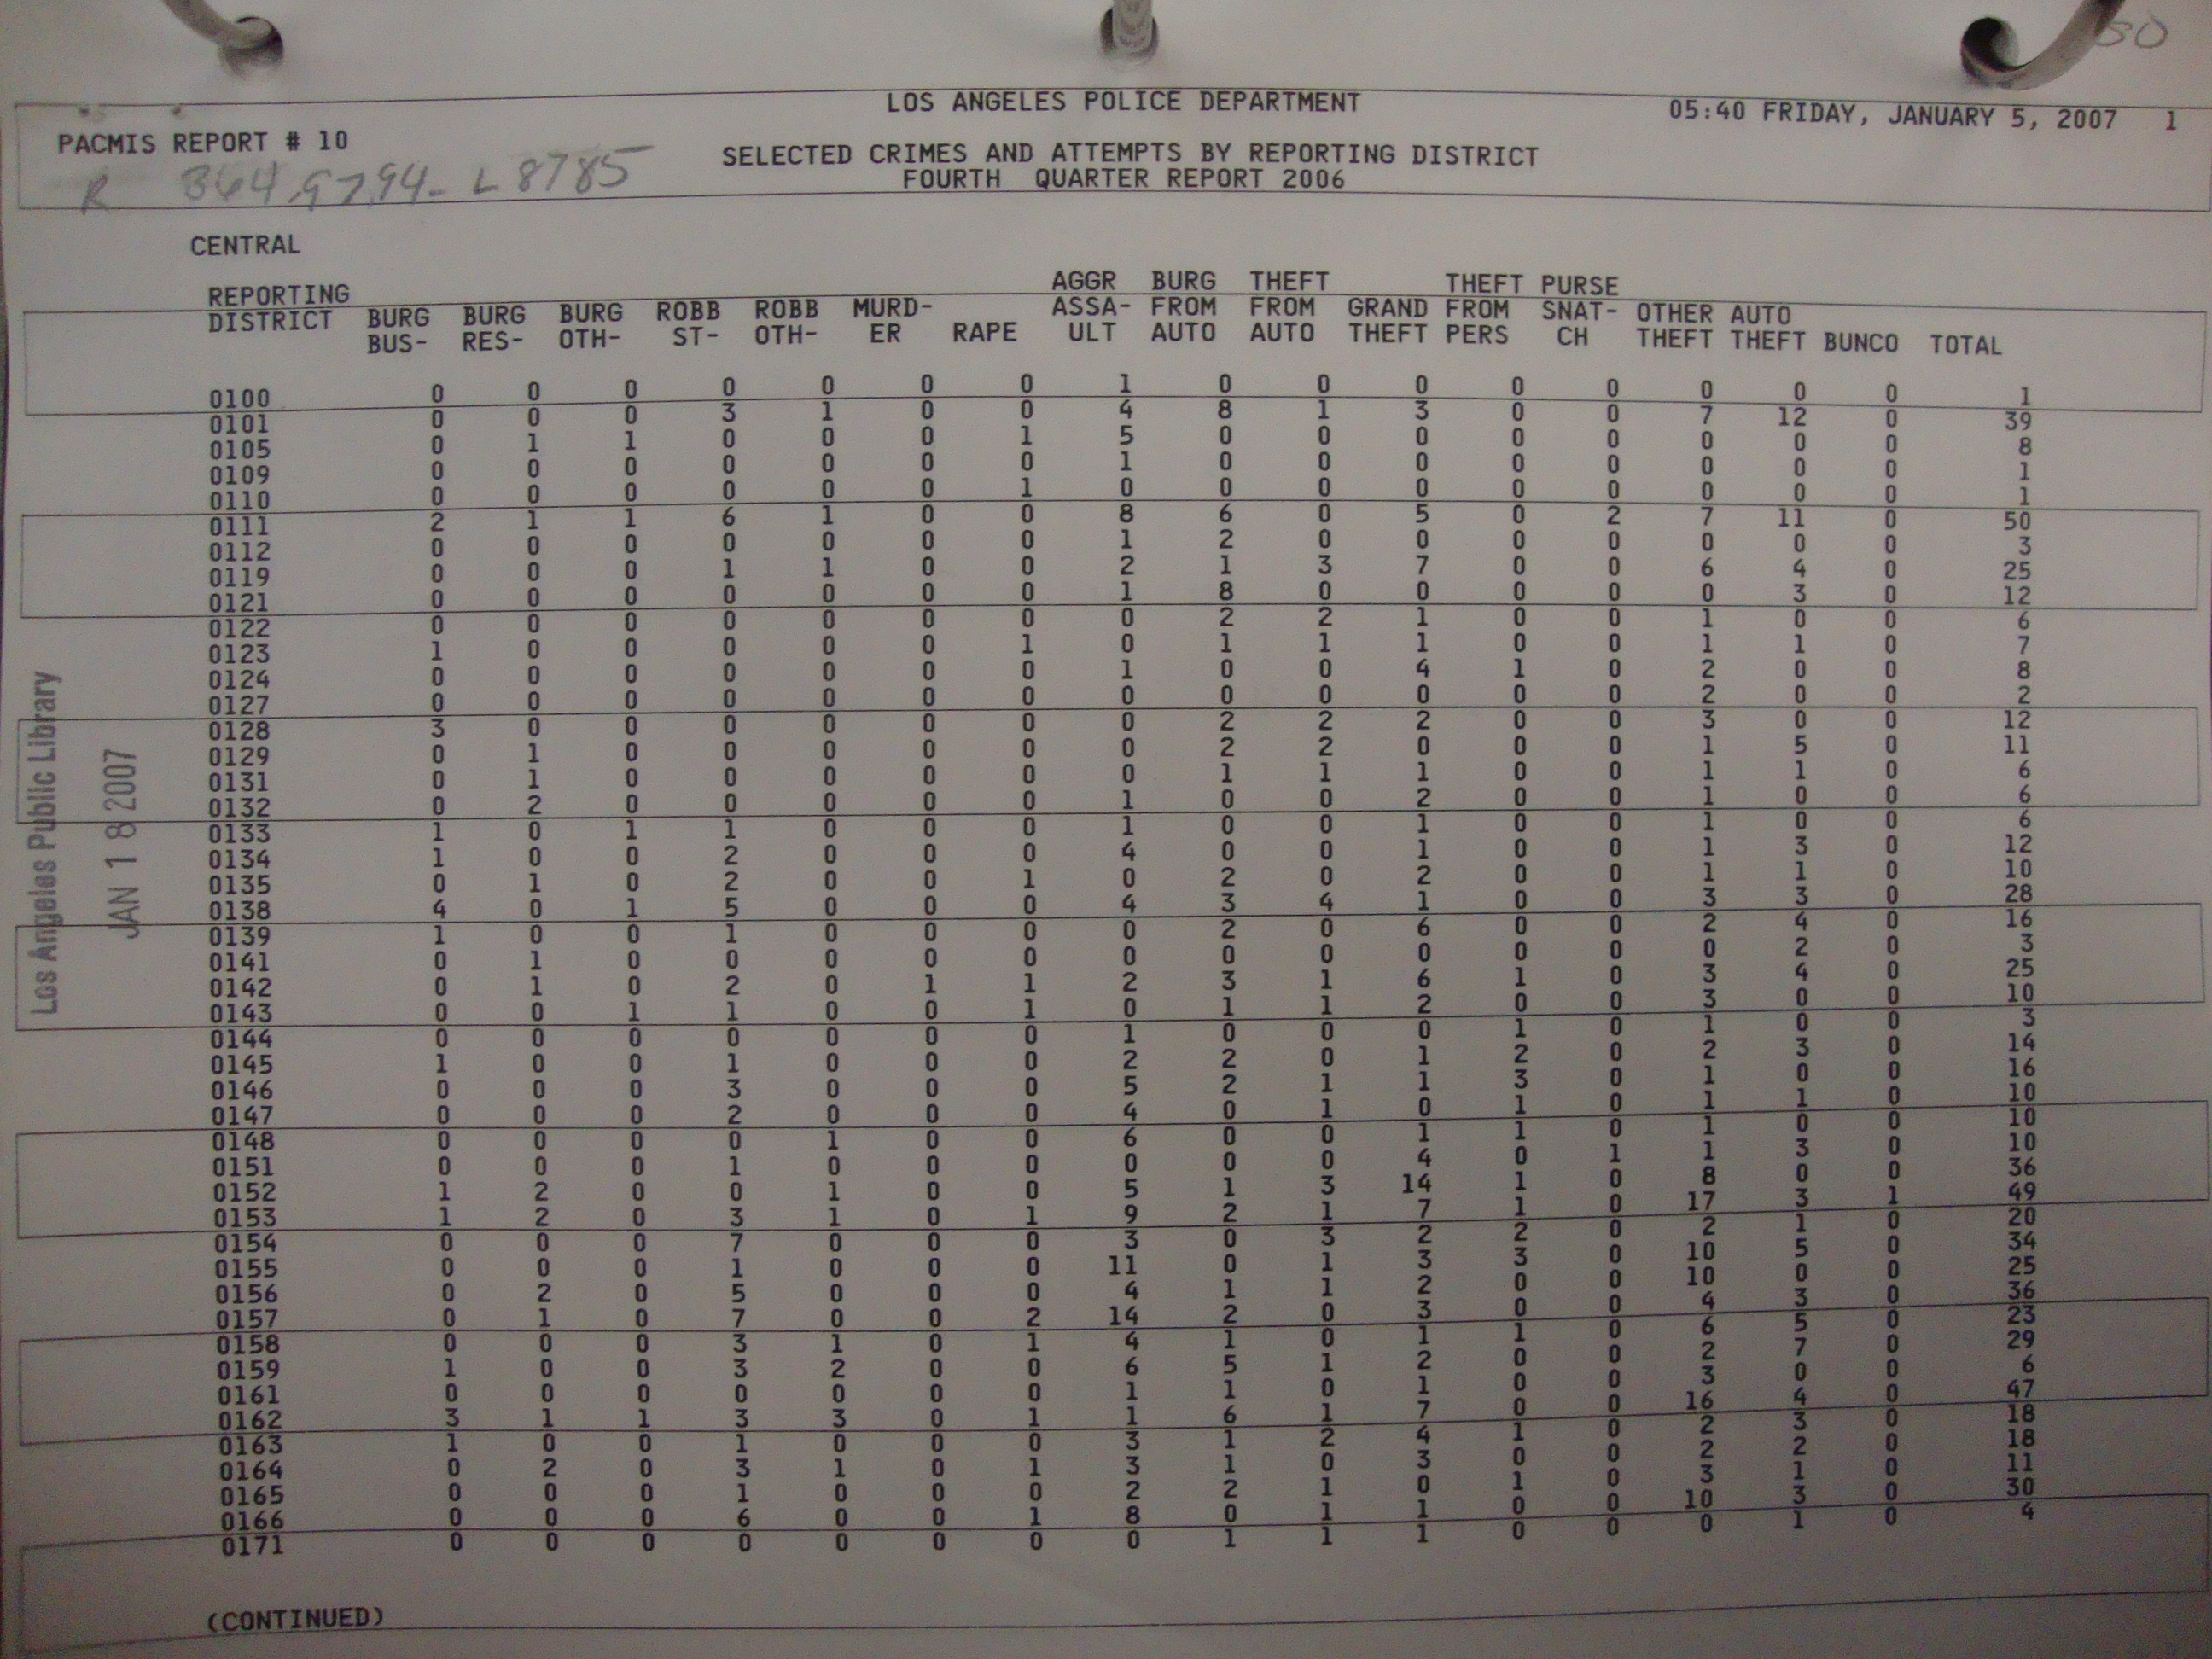 30
LOS ANGELES POLICE DEPARTMENT 05:40 FRIDAY, JANUARY 5, 2007 1
PACMIS REPORT # 10
SELECTED CRIMES AND ATTEMPTS BY REPORTING DISTRICT
R 364.9794-L8785
FOURTH QUARTER REPORT 2006
CENTRAL
AGGR BURG THEFT THEFT PURSE
REPORTING BURG BURG BURG ROBB ROBB MURD- ASSA- FROM FROM GRAND FROM SNAT- OTHER AUTO
DISTRICT BUS- RES- OTH- ST- OTH- ER RAPE ULT AUTO AUTO THEFT PERS CH THEFT THEFT BUNCO TOTAL
0100 0 0 0 0 0 0 0 1 0 0 0 0 0 0 0 0 1
0101 0 0 0 3 1 0 0 4 8 1 3 0 0 7 12 0 39
0105 0 1 1 0 0 0 1 5 0 0 0 0 0 0 0 0 8
0109 0 0 0 0 0 0 0 1 0 0 0 0 0 0 0 0 1
0110 0 0 0 0 0 0 1 0 0 0 0 0 0 0 0 0 1
0111 2 1 1 6 1 0 0 8 6 0 5 0 2 7 11 0 50
0112 0 0 0 0 0 0 0 1 2 0 0 0 0 0 0 0 3
0119 0 0 0 1 1 0 0 2 1 3 7 0 0 6 4 0 25
0121 0 0 0 0 0 0 0 1 8 0 0 0 0 0 3 0 12
0122 0 0 0 0 0 0 0 0 2 2 1 0 0 1 0 0 6
0123 1 0 0 0 0 0 1 0 1 1 1 0 0 1 1 0 7
0124 0 0 0 0 0 0 0 1 0 0 4 1 0 2 0 0 8
0127 0 0 0 0 0 0 0 0 0 0 0 0 0 2 0 0 2
0128 3 0 0 0 0 0 0 0 2 2 2 0 0 3 0 0 12
0129 0 1 0 0 0 0 0 0 2 2 0 0 0 1 5 0 11
0131 0 1 0 0 0 0 0 0 1 1 1 0 0 1 1 0 6
0132 0 2 0 0 0 0 0 1 0 0 2 0 0 1 0 0 6
0133 1 0 1 1 0 0 0 1 0 0 1 0 0 1 0 0 6
0134 1 0 0 2 0 0 0 4 0 0 1 0 0 1 3 0 12
0135 0 1 0 2 0 0 1 0 2 0 2 0 0 1 1 0 10
0138 4 0 1 5 0 0 0 4 3 4 1 0 0 3 3 0 28
0139 1 0 0 1 0 0 0 0 2 0 6 0 0 2 4 0 16
0141 0 1 0 0 0 0 0 0 0 0 0 0 0 0 2 0 3
0142 0 1 0 2 0 1 1 2 3 1 6 1 0 3 4 0 25
0143 0 0 1 1 0 0 1 0 1 1 2 0 0 3 0 0 10
0144 0 0 0 0 0 0 0 1 0 0 0 1 0 1 0 0 3
0145 1 0 0 1 0 0 0 2 2 0 1 2 0 2 3 0 14
0146 0 0 0 3 0 0 0 5 2 1 1 3 0 1 0 0 16
0147 0 0 0 2 0 0 0 4 0 1 0 1 0 1 1 0 10
0148 0 0 0 0 1 0 0 6 0 0 1 1 0 1 0 0 10
0151 0 0 0 1 0 0 0 0 0 0 4 0 1 1 3 0 10
0152 1 2 0 0 1 0 0 5 1 3 14 1 0 8 0 0 36
0153 1 2 0 3 1 0 1 9 2 1 7 1 0 17 3 1 49
0154 0 0 0 7 0 0 0 3 0 3 2 2 0 2 1 0 20
0155 0 0 0 1 0 0 0 11 0 1 3 3 0 10 5 0 34
0156 0 2 0 5 0 0 0 4 1 1 2 0 0 10 0 0 25
0157 0 1 0 7 0 0 2 14 2 0 3 0 0 4 3 0 36
0158 0 0 0 3 1 0 1 4 1 0 1 1 0 6 5 0 23
0159 1 0 0 3 2 0 0 6 5 1 2 0 0 2 7 0 29
0161 0 0 0 0 0 0 0 1 1 0 1 0 0 3 0 0 6
0162 3 1 1 3 3 0 1 1 6 1 7 0 0 16 4 0 47
0163 1 0 0 1 0 0 0 3 1 2 4 1 0 2 3 0 18
0164 0 2 0 3 1 0 1 3 1 0 3 0 0 2 2 0 18
0165 0 0 0 1 0 0 0 2 2 1 0 1 0 3 1 0 11
0166 0 0 0 6 0 0 1 8 0 1 1 0 0 10 3 0 30
0171 0 0 0 0 0 0 0 0 1 1 1 0 0 0 1 0 4
(CONTINUED)
Los Angeles Public Library
JAN 18 2007